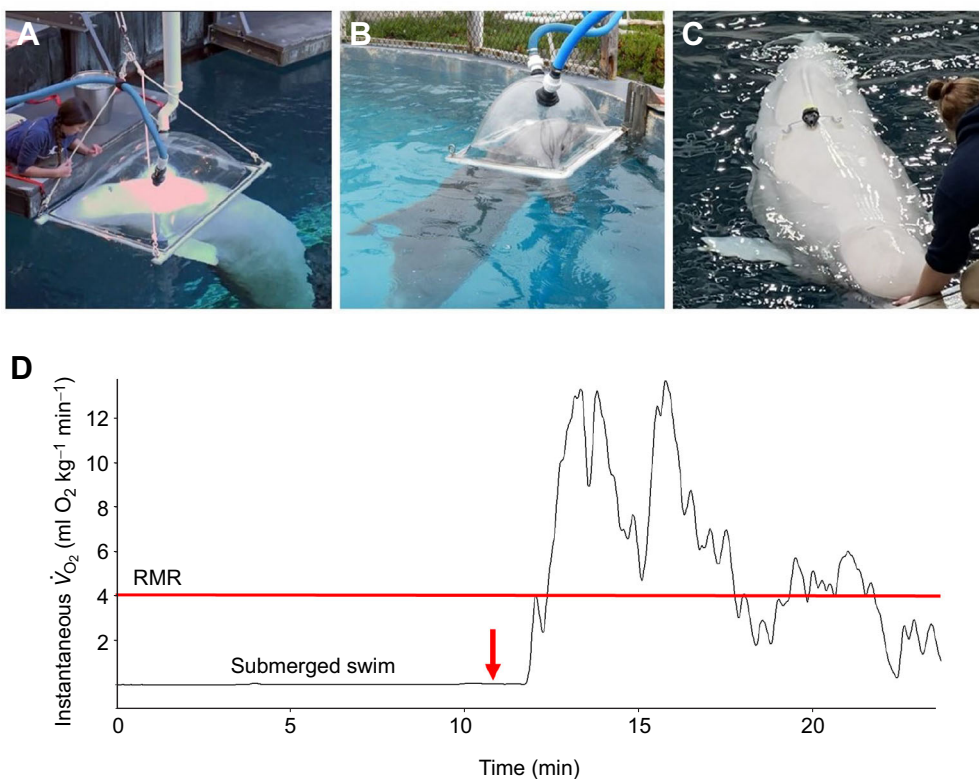 A
B
C
D
Instantaneous V̇O₂ (ml O₂ kg⁻¹ min⁻¹)
12
10
8
6
4
2
RMR
Submerged swim
0
5
10
15
20
Time (min)